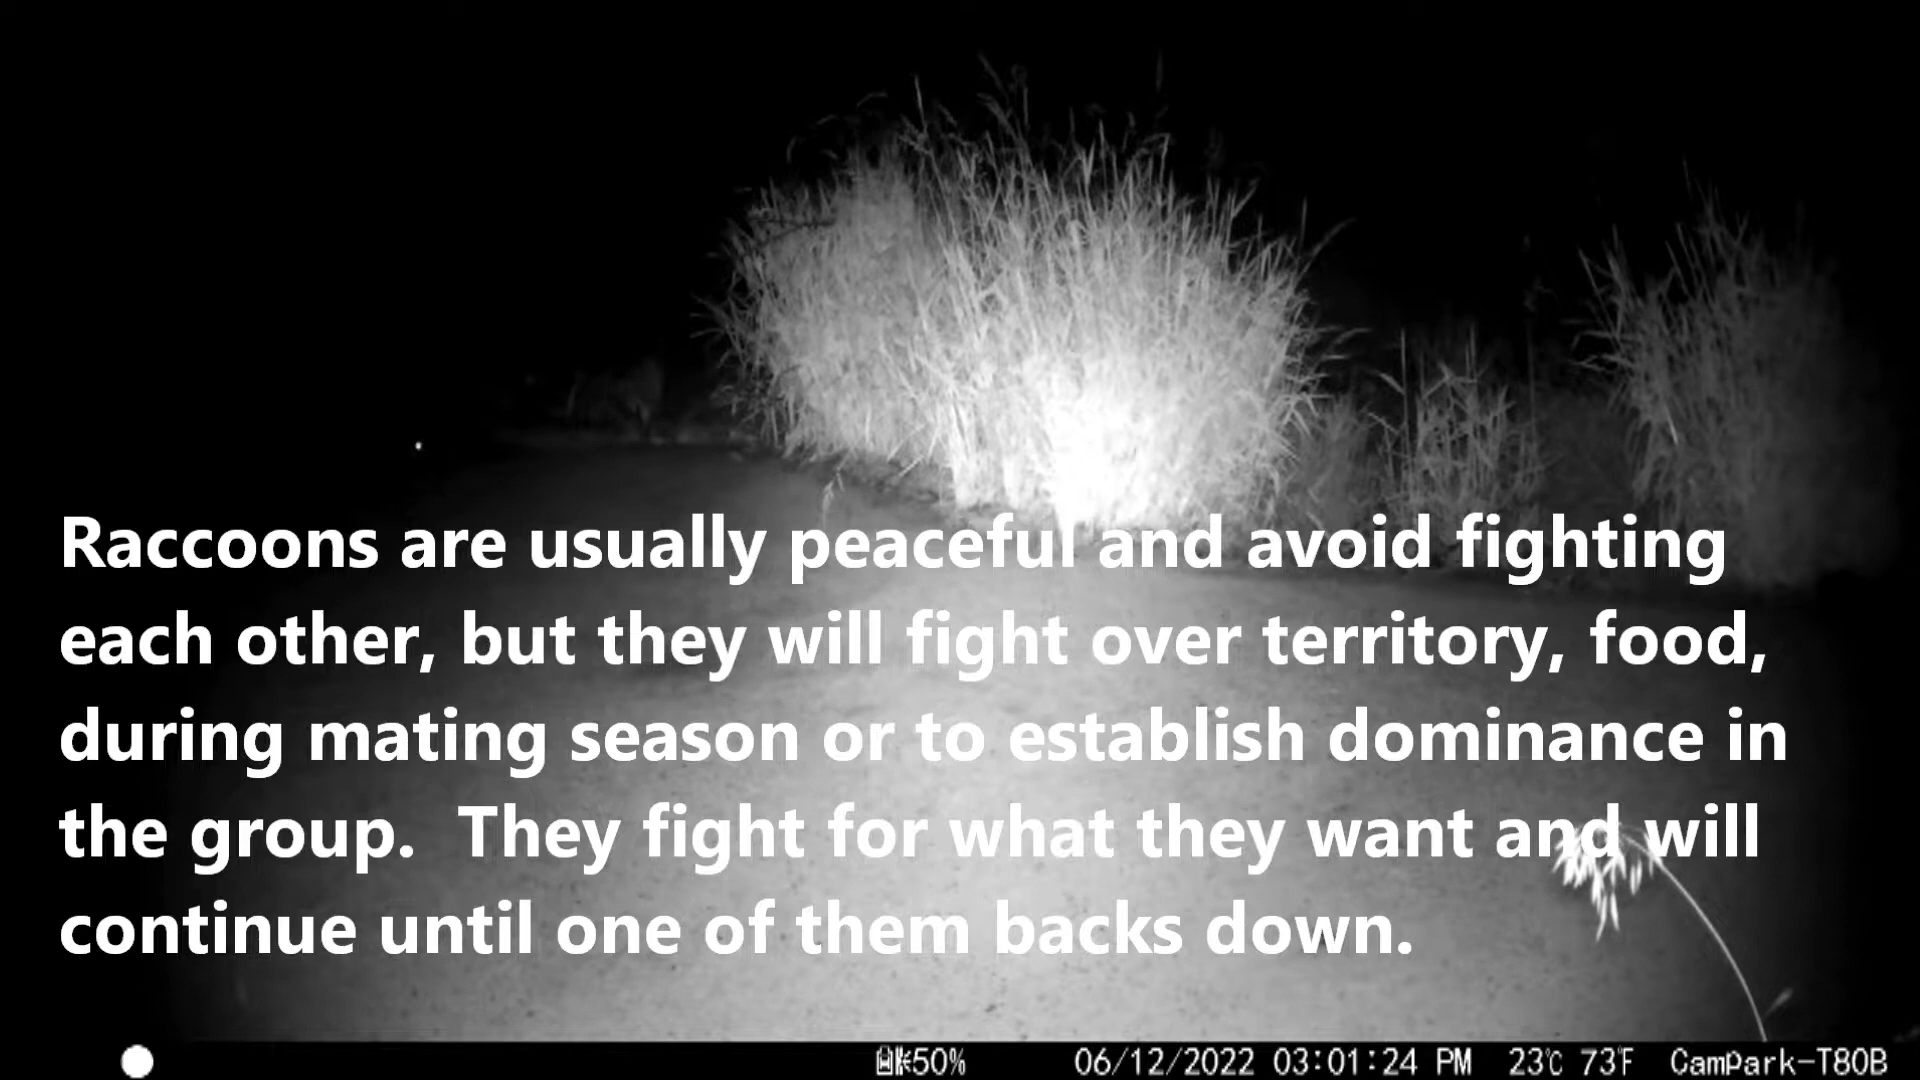 Raccoons are usually peaceful and avoid fighting
each other, but they will fight over territory, food,
during mating season or to establish dominance in
the group.  They fight for what they want and will
continue until one of them backs down.
50% 06/12/2022 03:01:24 PM 23℃ 73℉ CamPark-T80B